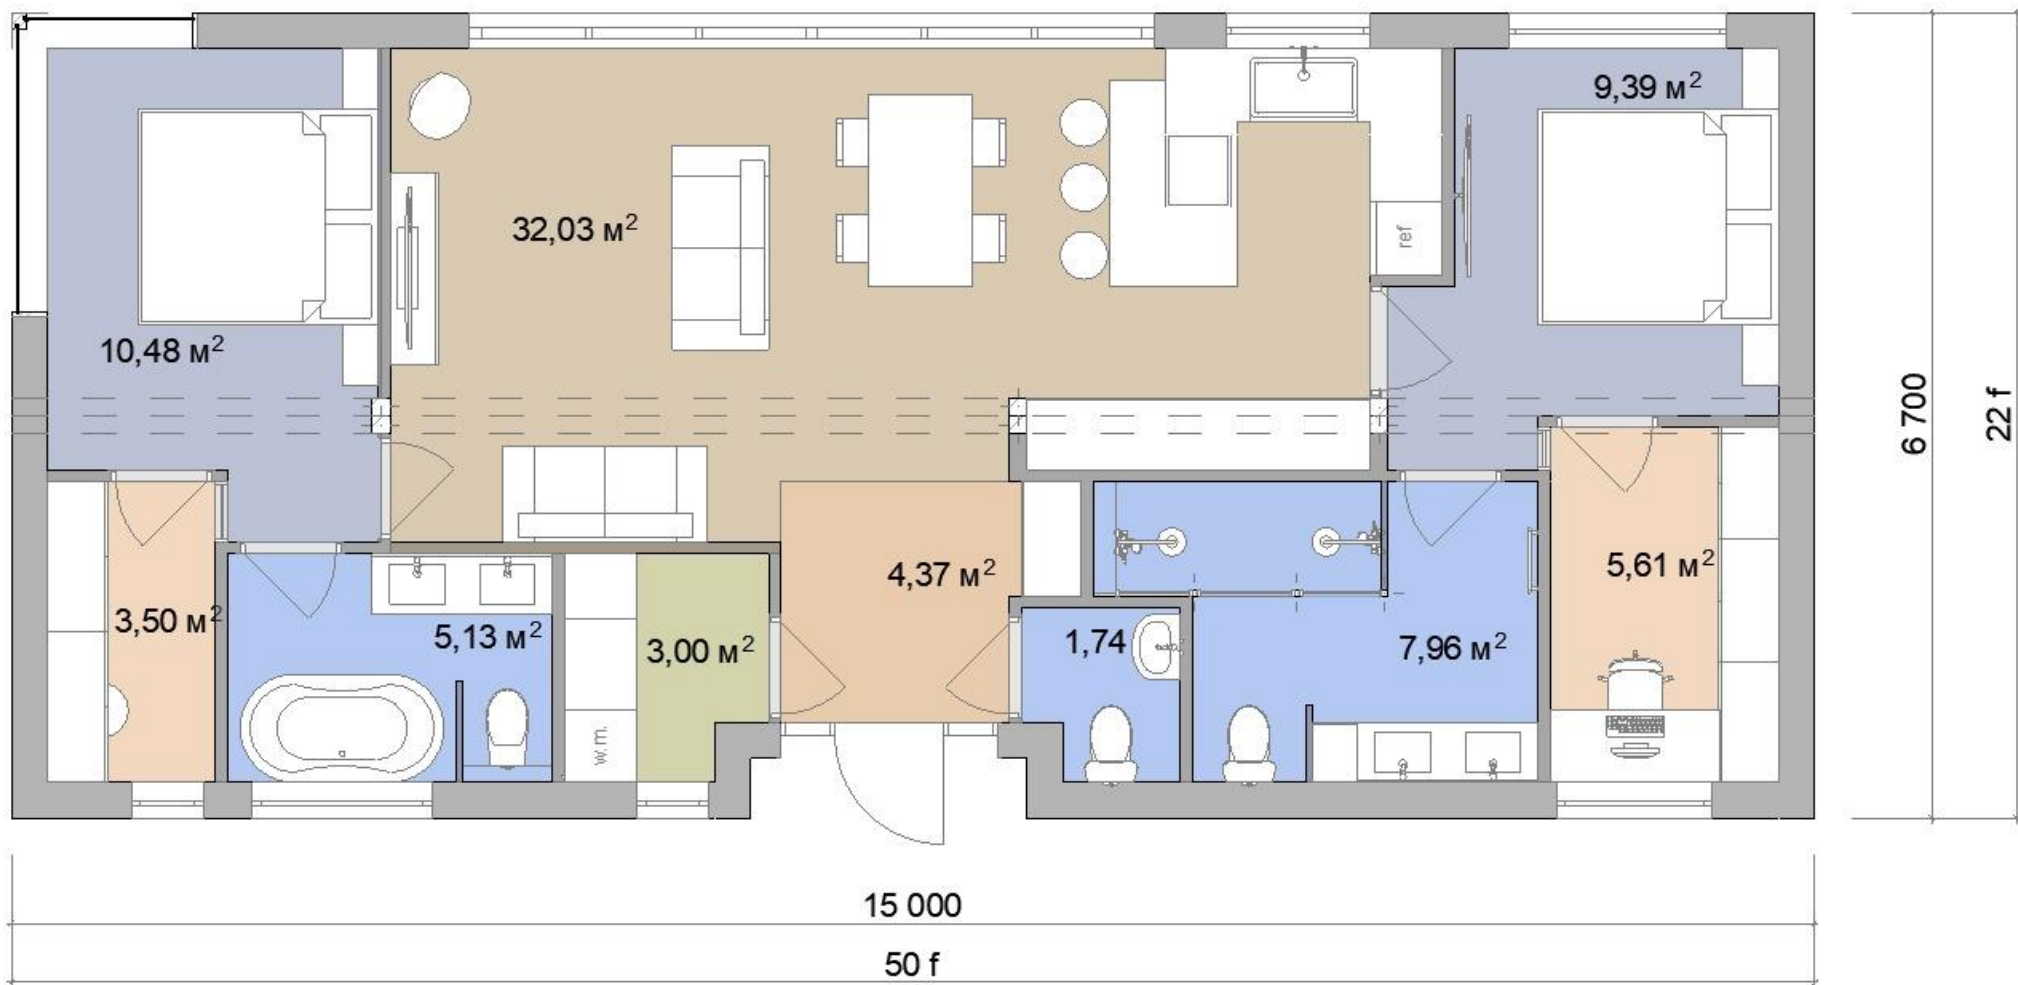 9,39 м²
32,03 м²
ref
10,48 м²
6 700
22 f
4,37 м²
5,61 м²
3,50 м²
5,13 м²
3,00 м²
1,74
7,96 м²
w.m.
15 000
50 f